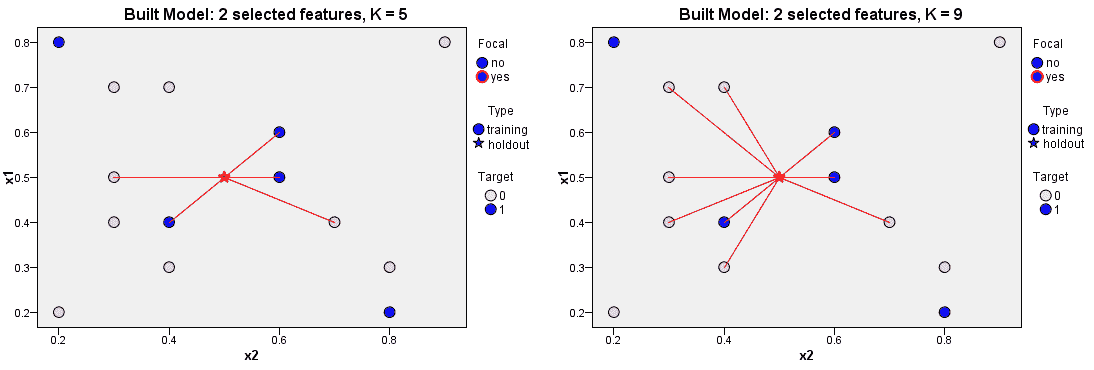 Built Model: 2 selected features, K = 5
x1
0.8
0.7
0.6
0.5
0.4
0.3
0.2
0.2
0.4
0.6
0.8
x2
Focal
no
yes
Type
training
holdout
Target
0
1
Built Model: 2 selected features, K = 9
x1
0.8
0.7
0.6
0.5
0.4
0.3
0.2
0.2
0.4
0.6
0.8
x2
Focal
no
yes
Type
training
holdout
Target
0
1